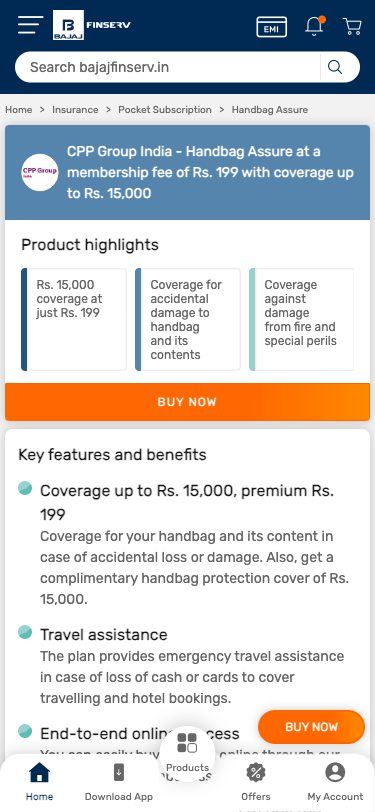 B
BAJAJ
FINSERV
EMI
Search bajajfinserv.in
Home > Insurance > Pocket Subscription > Handbag Assure
CPP Group
India
CPP Group India - Handbag Assure at a
membership fee of Rs. 199 with coverage up
to Rs. 15,000
Product highlights
Rs. 15,000
coverage at
just Rs. 199
Coverage for
accidental
damage to
handbag
and its
contents
Coverage
against
damage
from fire and
special perils
BUY NOW
Key features and benefits
Coverage up to Rs. 15,000, premium Rs.
199
Coverage for your handbag and its content in
case of accidental loss or damage. Also, get a
complimentary handbag protection cover of Rs.
15,000.
Travel assistance
The plan provides emergency travel assistance
in case of loss of cash or cards to cover
travelling and hotel bookings.
BUY NOW
End-to-end online
You can easily buy online through our
Products
Home
Download App
Offers
My Account